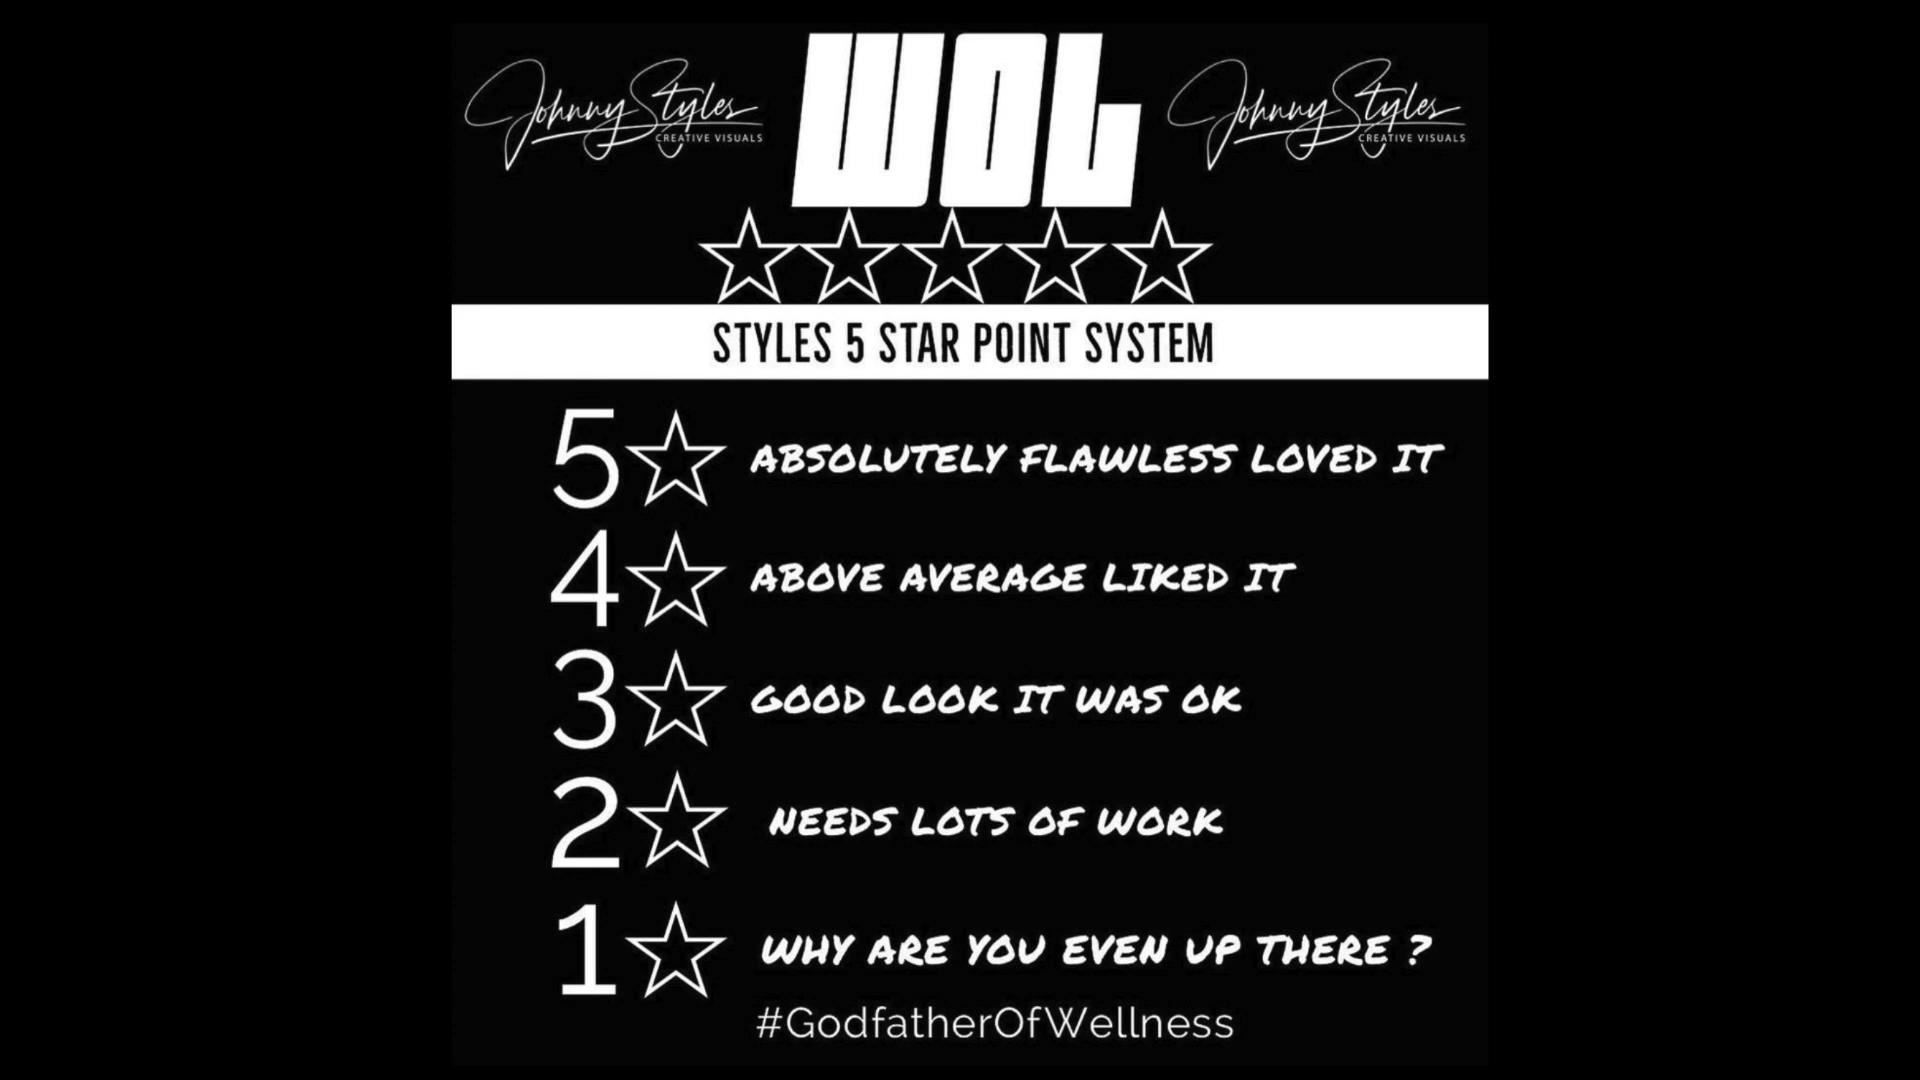 WOL
Johnny Styles
CREATIVE VISUALS
Johnny Styles
CREATIVE VISUALS
STYLES 5 STAR POINT SYSTEM
5 ABSOLUTELY FLAWLESS LOVED IT
4 ABOVE AVERAGE LIKED IT
3 GOOD LOOK IT WAS OK
2 NEEDS LOTS OF WORK
1 WHY ARE YOU EVEN UP THERE ?
#GodfatherOfWellness